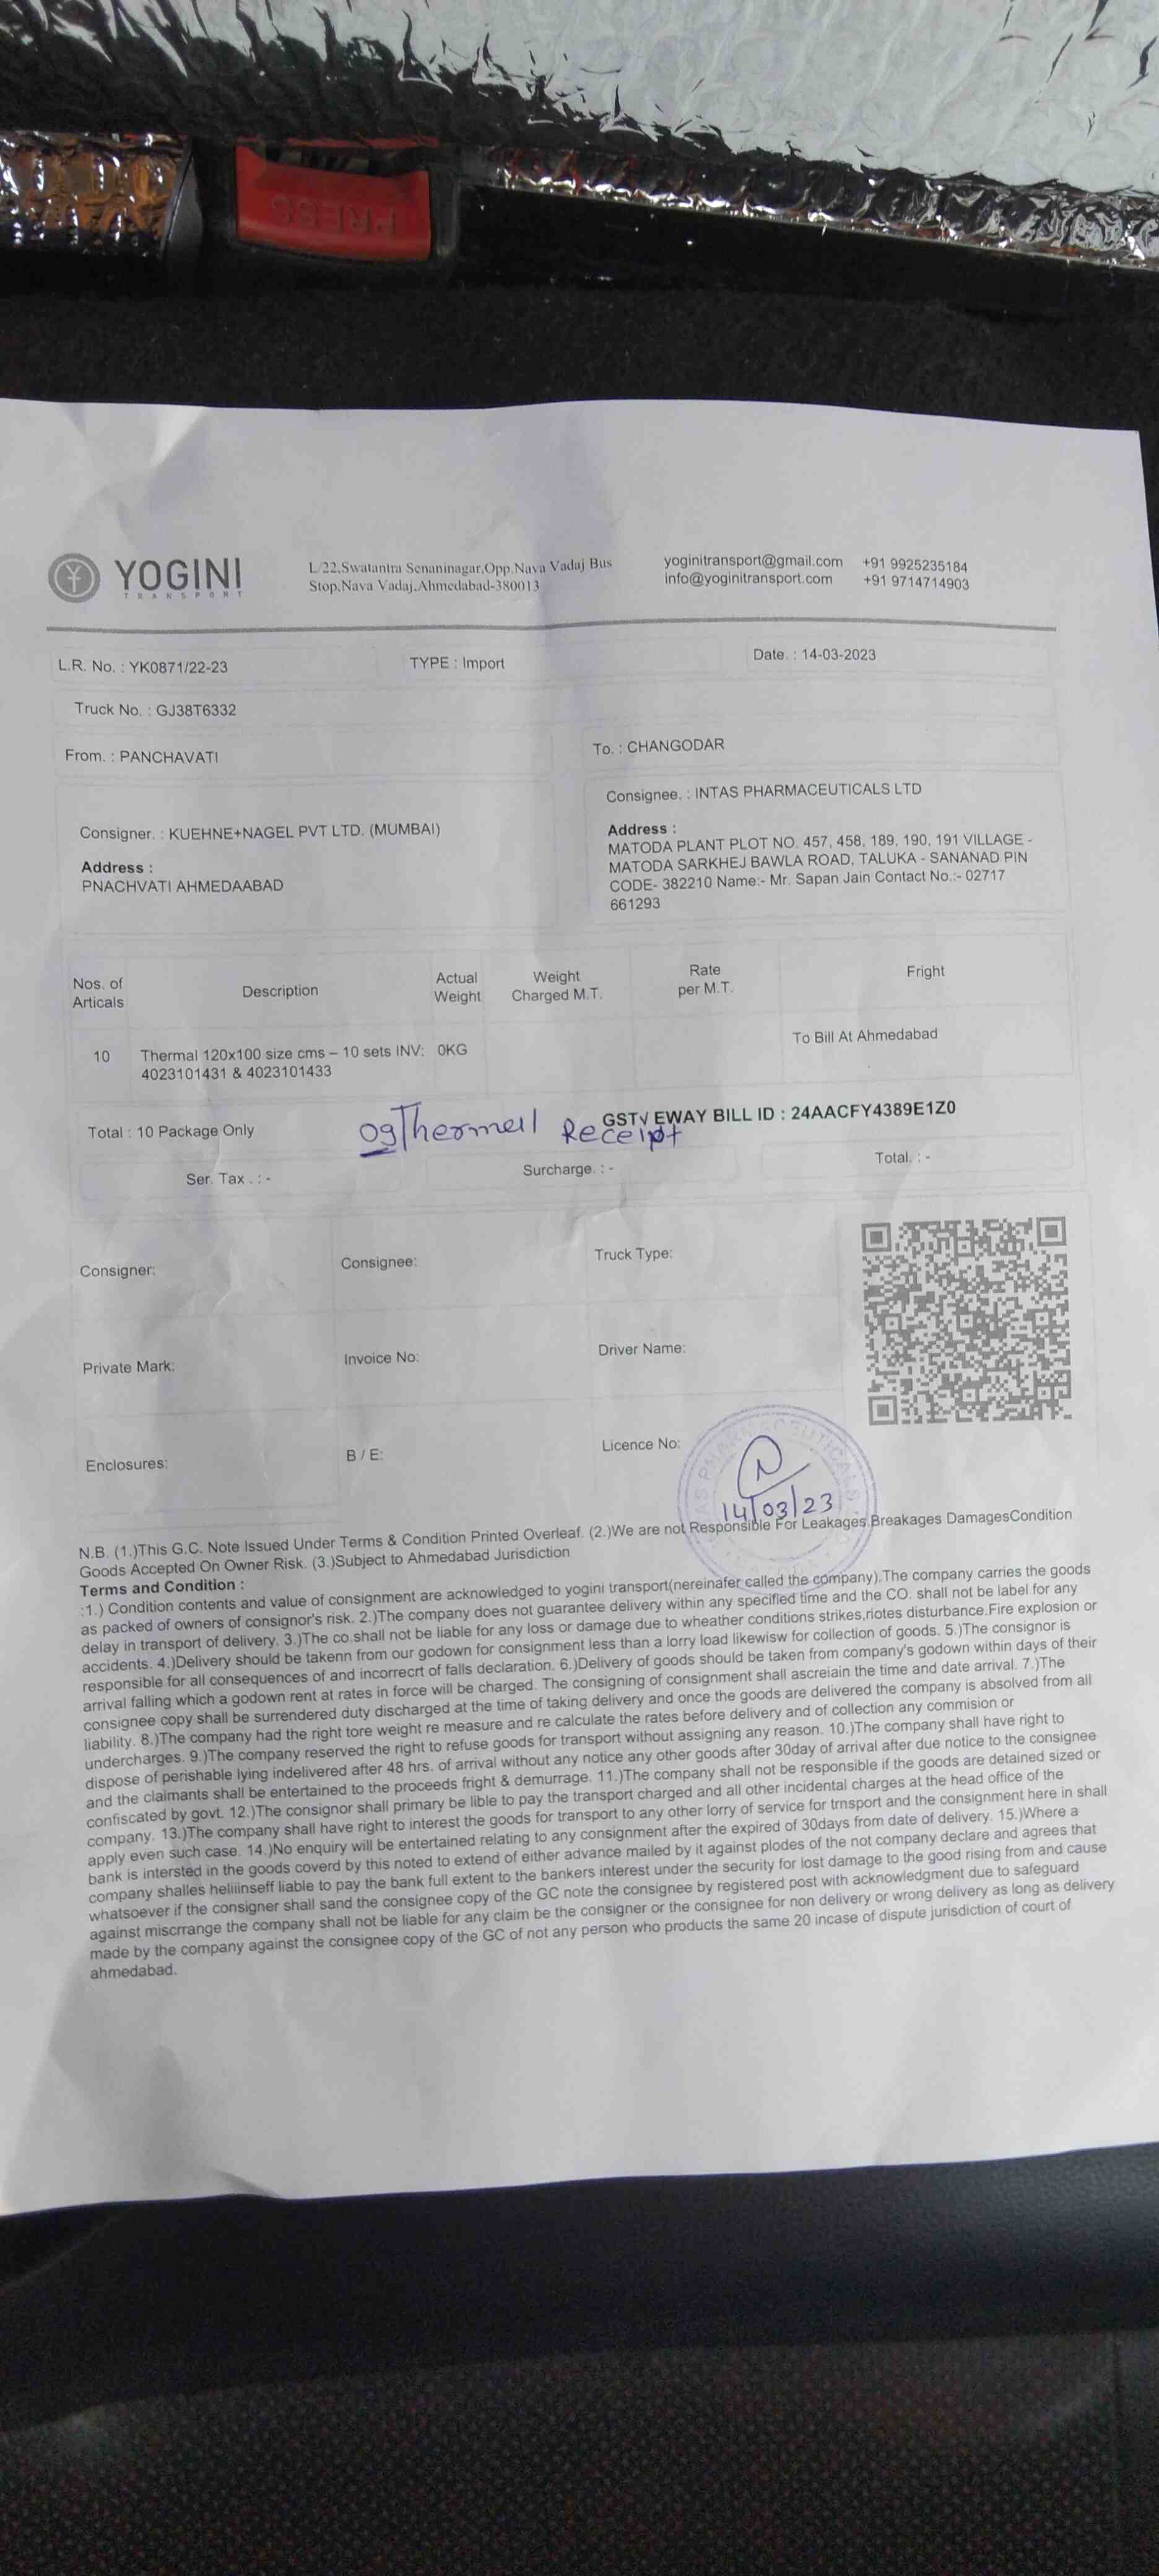 PRESS
YOGINI
TRANSPORT
L/22,Swatantra Senaninagar,Opp,Nava Vadaj Bus
Stop,Nava Vadaj,Ahmedabad-380013
yoginitransport@gmail.com
info@yoginitransport.com
+91 9925235184
+91 9714714903
L.R. No. : YK0871/22-23
TYPE : Import
Date. : 14-03-2023
Truck No. : GJ38T6332
From. : PANCHAVATI
To. : CHANGODAR
Consigner. : KUEHNE+NAGEL PVT LTD. (MUMBAI)
Address :
PNACHVATI AHMEDAABAD
Consignee. : INTAS PHARMACEUTICALS LTD
Address :
MATODA PLANT PLOT NO. 457, 458, 189, 190, 191 VILLAGE -
MATODA SARKHEJ BAWLA ROAD, TALUKA - SANANAD PIN
CODE- 382210 Name:- Mr. Sapan Jain Contact No.:- 02717
661293
Nos. of Articals
Description
Actual Weight
Weight Charged M.T.
Rate per M.T.
Fright
10
Thermal 120x100 size cms – 10 sets INV:
4023101431 & 4023101433
0KG
To Bill At Ahmedabad
Total : 10 Package Only
GST√ EWAY BILL ID : 24AACFY4389E1Z0
09 Thermell Receipt
Ser. Tax . : -
Surcharge. : -
Total. : -
Consigner:
Consignee:
Truck Type:
Private Mark:
Invoice No:
Driver Name:
Enclosures:
B / E:
Licence No:
14/03/23
N.B. (1.)This G.C. Note Issued Under Terms & Condition Printed Overleaf. (2.)We are not Responsible For Leakages,Breakages DamagesCondition
Goods Accepted On Owner Risk. (3.)Subject to Ahmedabad Jurisdiction
Terms and Condition :
:1.) Condition contents and value of consignment are acknowledged to yogini transport(nereinafer called the company).The company carries the goods
as packed of owners of consignor's risk. 2.)The company does not guarantee delivery within any specified time and the CO. shall not be label for any
delay in transport of delivery. 3.)The co.shall not be liable for any loss or damage due to wheather conditions strikes,riotes disturbance.Fire explosion or
accidents. 4.)Delivery should be takenn from our godown for consignment less than a lorry load likewisw for collection of goods. 5.)The consignor is
responsible for all consequences of and incorrecrt of falls declaration. 6.)Delivery of goods should be taken from company's godown within days of their
arrival falling which a godown rent at rates in force will be charged. The consigning of consignment shall ascreiain the time and date arrival. 7.)The
consignee copy shall be surrendered duty discharged at the time of taking delivery and once the goods are delivered the company is absolved from all
liability. 8.)The company had the right tore weight re measure and re calculate the rates before delivery and of collection any commision or
undercharges. 9.)The company reserved the right to refuse goods for transport without assigning any reason. 10.)The company shall have right to
dispose of perishable lying indelivered after 48 hrs. of arrival without any notice any other goods after 30day of arrival after due notice to the consignee
and the claimants shall be entertained to the proceeds fright & demurrage. 11.)The company shall not be responsible if the goods are detained sized or
confiscated by govt. 12.)The consignor shall primary be lible to pay the transport charged and all other incidental charges at the head office of the
company. 13.)The company shall have right to interest the goods for transport to any other lorry of service for trnsport and the consignment here in shall
apply even such case. 14.)No enquiry will be entertained relating to any consignment after the expired of 30days from date of delivery. 15.)Where a
bank is intersted in the goods coverd by this noted to extend of either advance mailed by it against plodes of the not company declare and agrees that
company shalles heliiinseff liable to pay the bank full extent to the bankers interest under the security for lost damage to the good rising from and cause
whatsoever if the consigner shall sand the consignee copy of the GC note the consignee by registered post with acknowledgment due to safeguard
against miscrrange the company shall not be liable for any claim be the consigner or the consignee for non delivery or wrong delivery as long as delivery
made by the company against the consignee copy of the GC of not any person who products the same 20 incase of dispute jurisdiction of court of
ahmedabad.